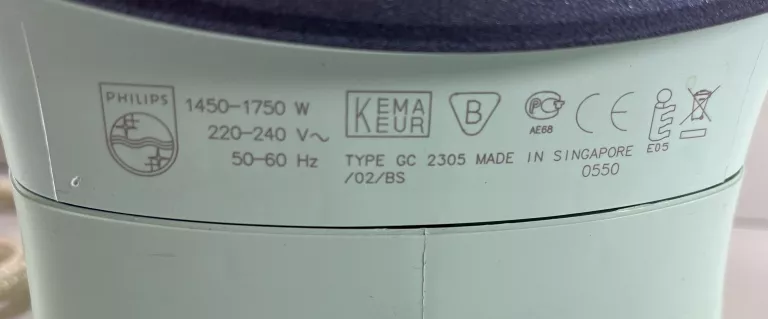 PHILIPS
1450-1750 W
220-240 V~
50-60 Hz
KEMA
KEUR
B
PC
AE68
CE
E05
TYPE GC 2305 MADE IN SINGAPORE
/02/BS
0550